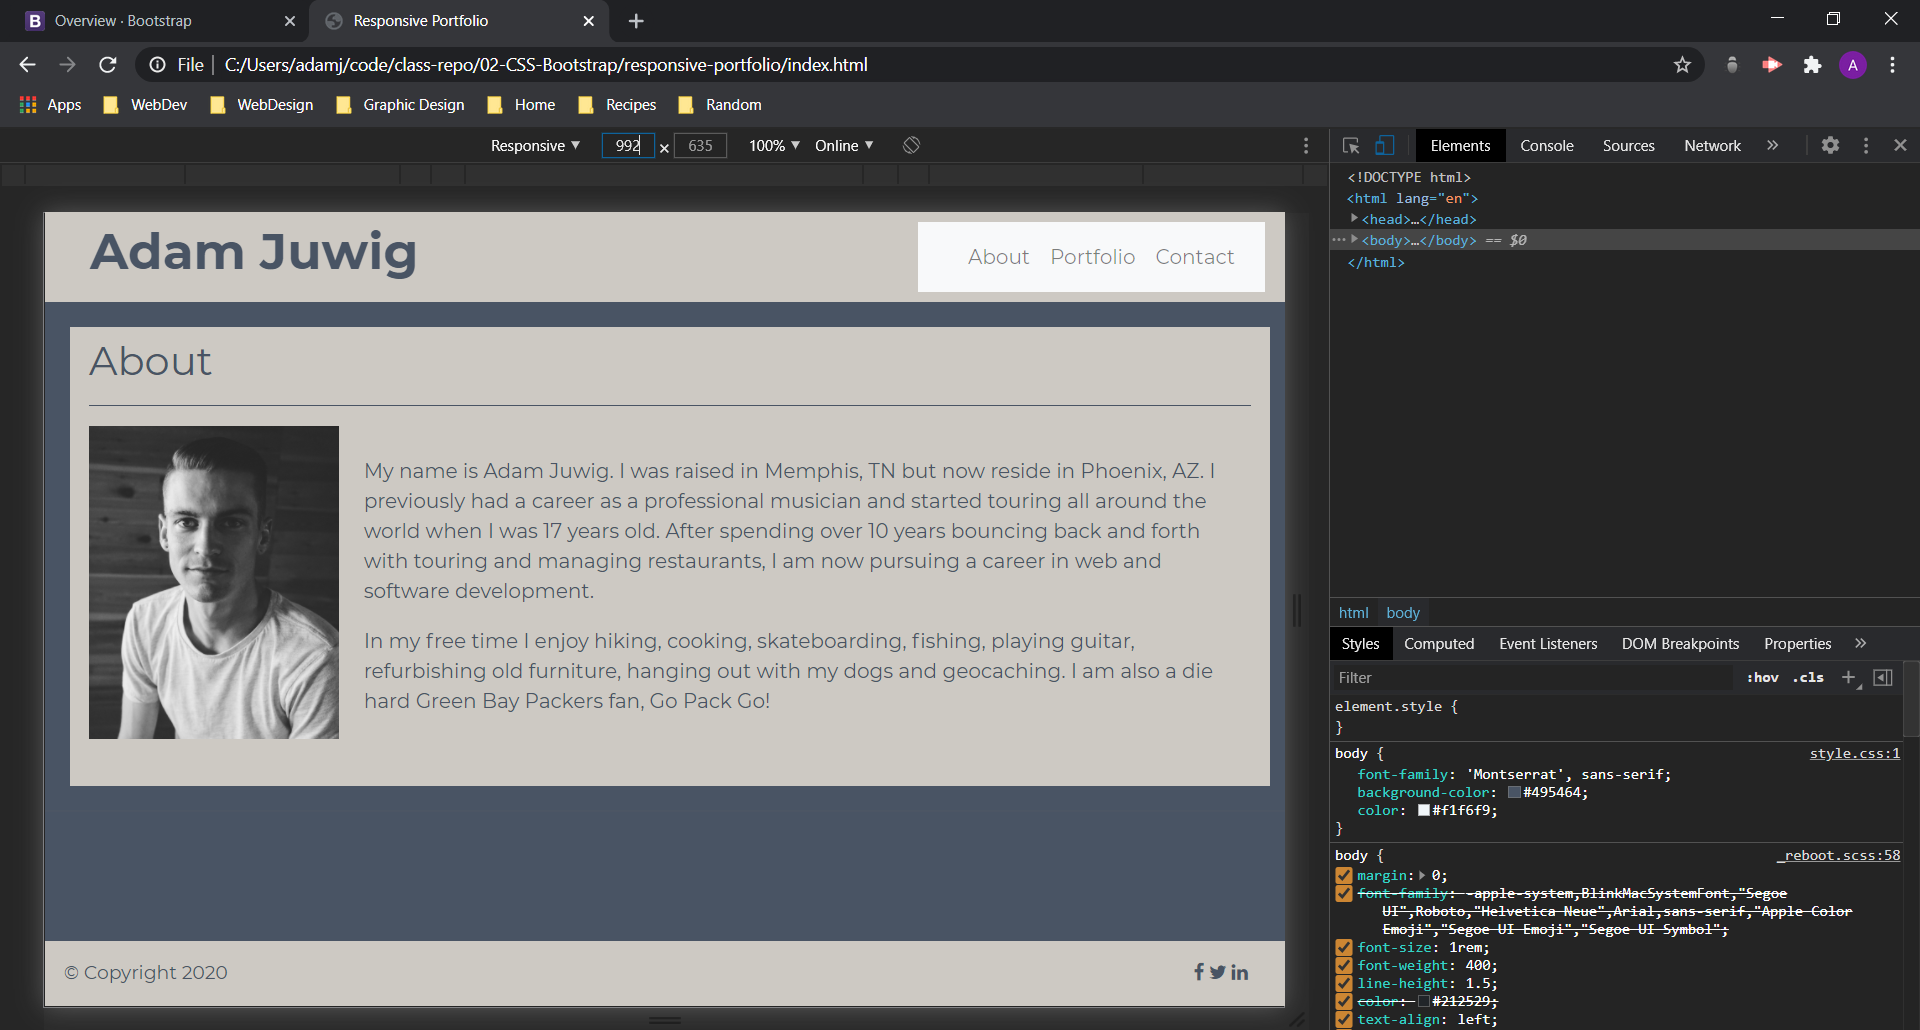 Overview · Bootstrap
Responsive Portfolio
File
C:/Users/adamj/code/class-repo/02-CSS-Bootstrap/responsive-portfolio/index.html
A
Apps
WebDev
WebDesign
Graphic Design
Home
Recipes
Random
Responsive ▼ 992 × 635 100% ▼ Online ▼
Elements Console Sources Network »
Adam Juwig
About Portfolio Contact
About
My name is Adam Juwig. I was raised in Memphis, TN but now reside in Phoenix, AZ. I
previously had a career as a professional musician and started touring all around the
world when I was 17 years old. After spending over 10 years bouncing back and forth
with touring and managing restaurants, I am now pursuing a career in web and
software development.
In my free time I enjoy hiking, cooking, skateboarding, fishing, playing guitar,
refurbishing old furniture, hanging out with my dogs and geocaching. I am also a die
hard Green Bay Packers fan, Go Pack Go!
© Copyright 2020
<!DOCTYPE html>
<html lang="en">
<head>…</head>
<body>…</body> == $0
</html>
html body
Styles Computed Event Listeners DOM Breakpoints Properties »
Filter :hov .cls +
element.style {
}
body { style.css:1
font-family: 'Montserrat', sans-serif;
background-color: #495464;
color: #f1f6f9;
}
body { _reboot.scss:58
margin: 0;
font-family: -apple-system,BlinkMacSystemFont,"Segoe
UI",Roboto,"Helvetica Neue",Arial,sans-serif,"Apple Color
Emoji","Segoe UI Emoji","Segoe UI Symbol";
font-size: 1rem;
font-weight: 400;
line-height: 1.5;
color: #212529;
text-align: left;